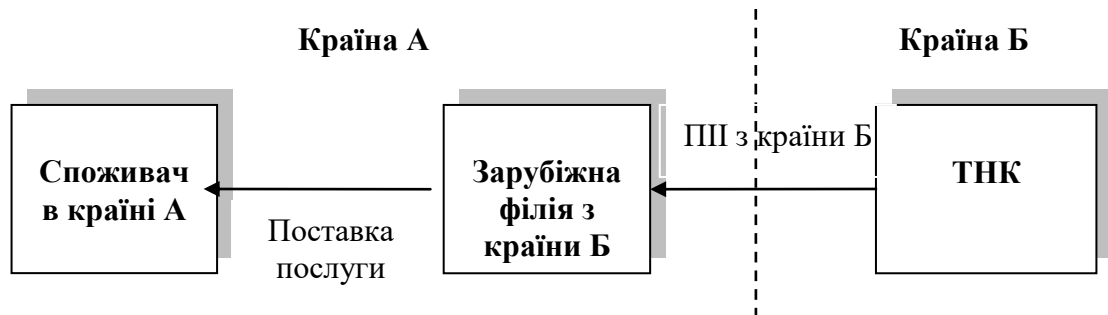 Країна А
Країна Б
Споживач
в країні А
Поставка
послуги
Зарубіжна
філія з
країни Б
ПІІ з країни Б
ТНК